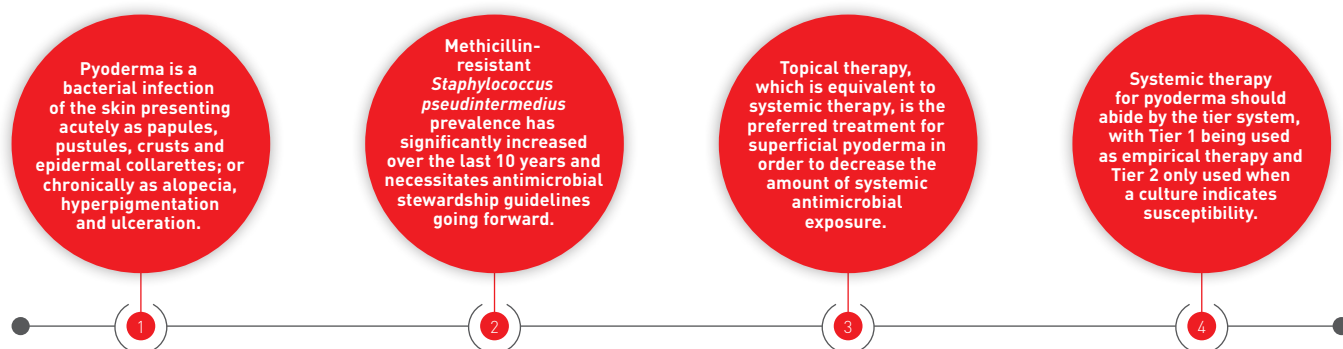 Pyoderma is a
bacterial infection
of the skin presenting
acutely as papules,
pustules, crusts and
epidermal collarettes; or
chronically as alopecia,
hyperpigmentation
and ulceration.
Methicillin-
resistant
Staphylococcus
pseudintermedius
prevalence has
significantly increased
over the last 10 years and
necessitates antimicrobial
stewardship guidelines
going forward.
Topical therapy,
which is equivalent to
systemic therapy, is the
preferred treatment for
superficial pyoderma in
order to decrease the
amount of systemic
antimicrobial
exposure.
Systemic therapy
for pyoderma should
abide by the tier system,
with Tier 1 being used
as empirical therapy and
Tier 2 only used when
a culture indicates
susceptibility.
1
2
3
4